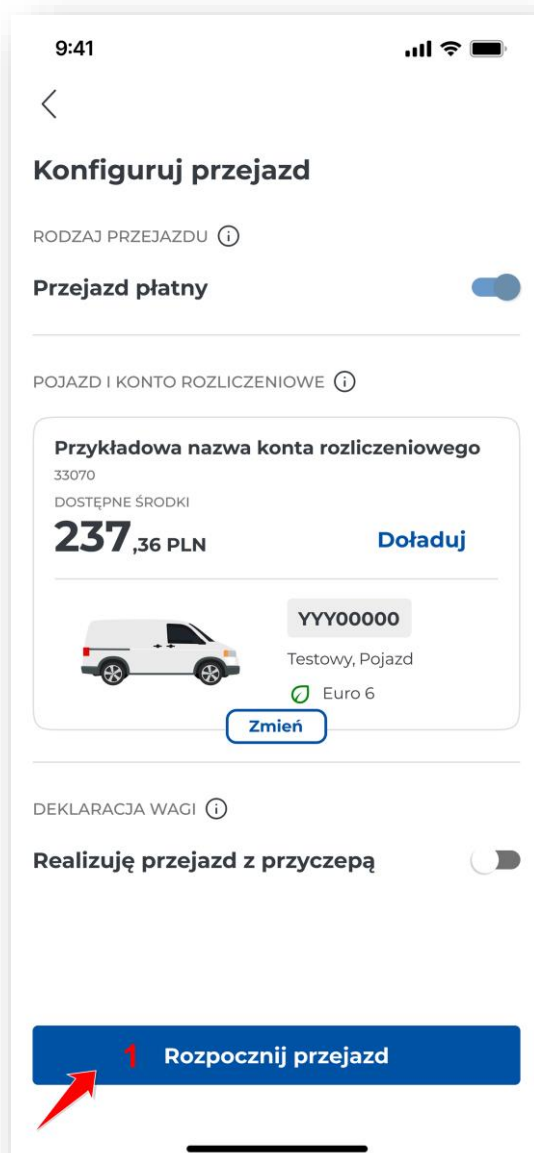 9:41
Konfiguruj przejazd
RODZAJ PRZEJAZDU
Przejazd płatny
POJAZD I KONTO ROZLICZENIOWE
Przykładowa nazwa konta rozliczeniowego
33070
DOSTĘPNE ŚRODKI
237,36 PLN Doładuj
YYY00000
Testowy, Pojazd
Euro 6
Zmień
DEKLARACJA WAGI
Realizuję przejazd z przyczepą
1 Rozpocznij przejazd